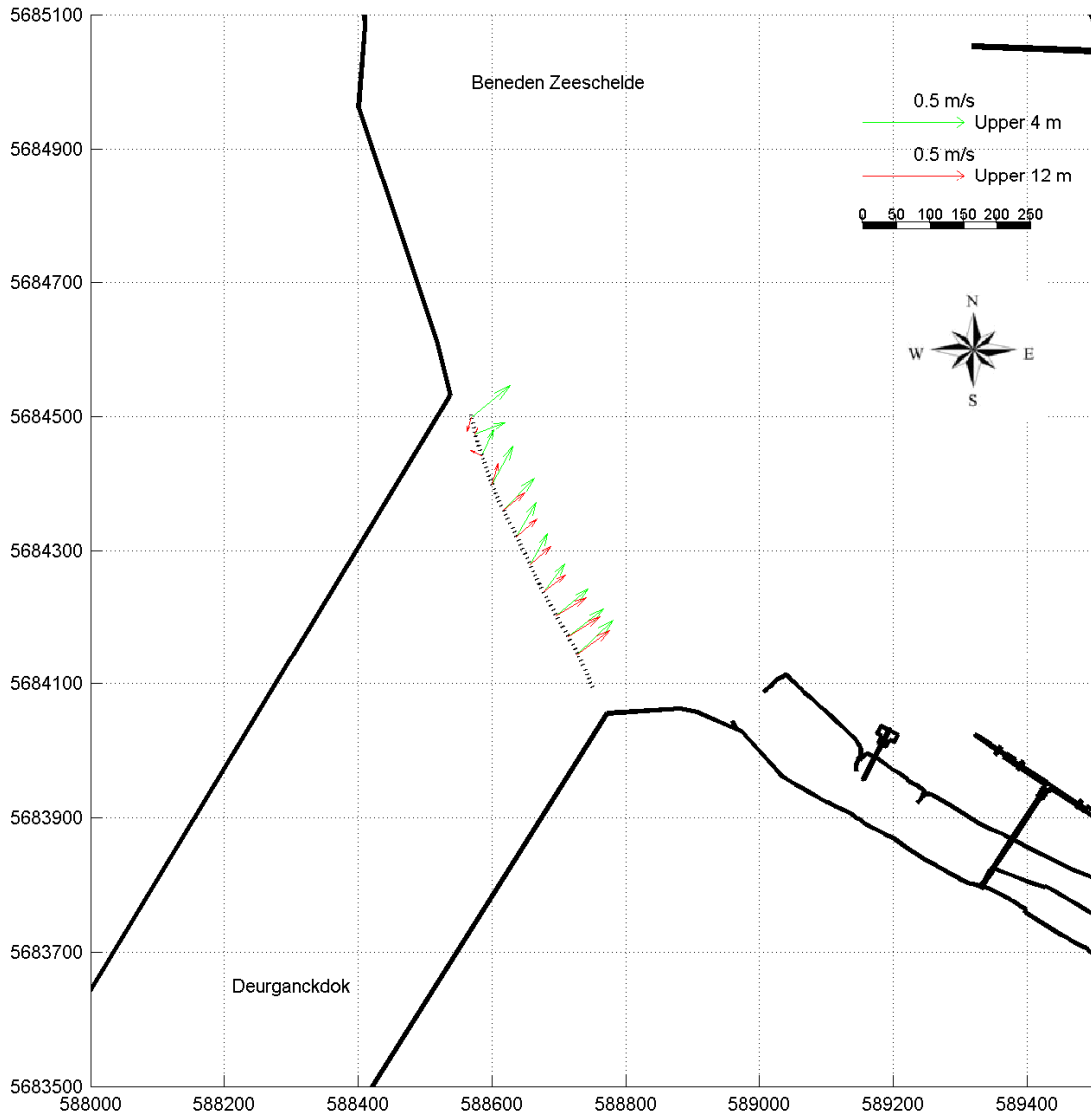 5685100
Beneden Zeeschelde
0.5 m/s
Upper 4 m
5684900
0.5 m/s
Upper 12 m
0 50 100 150 200 250
5684700
N
W E
S
5684500
5684300
5684100
5683900
5683700
Deurganckdok
5683500
588000 588200 588400 588600 588800 589000 589200 589400